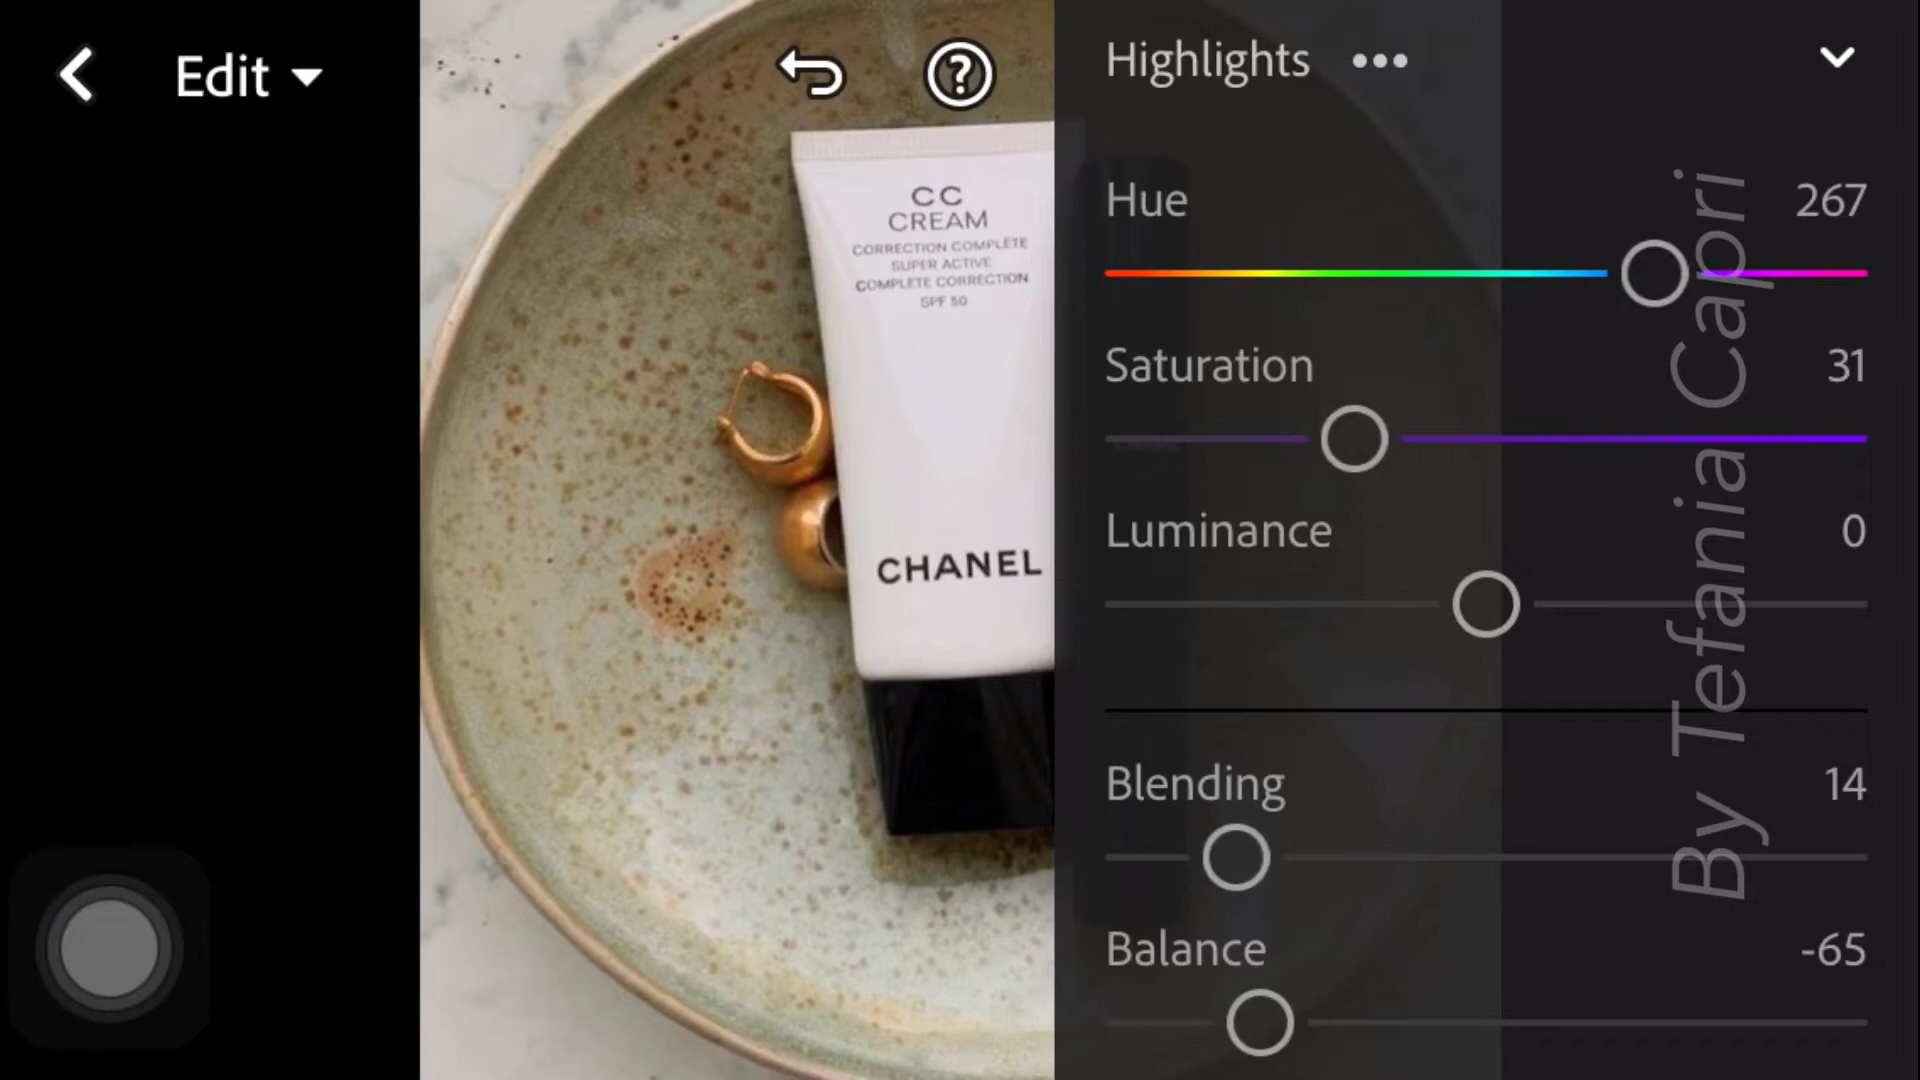 Edit
CC
CREAM
CORRECTION COMPLÈTE
SUPER ACTIVE
COMPLETE CORRECTION
SPF 50
CHANEL
Highlights
Hue 267
Saturation 31
Luminance 0
Blending 14
Balance -65
By Tefania Capri